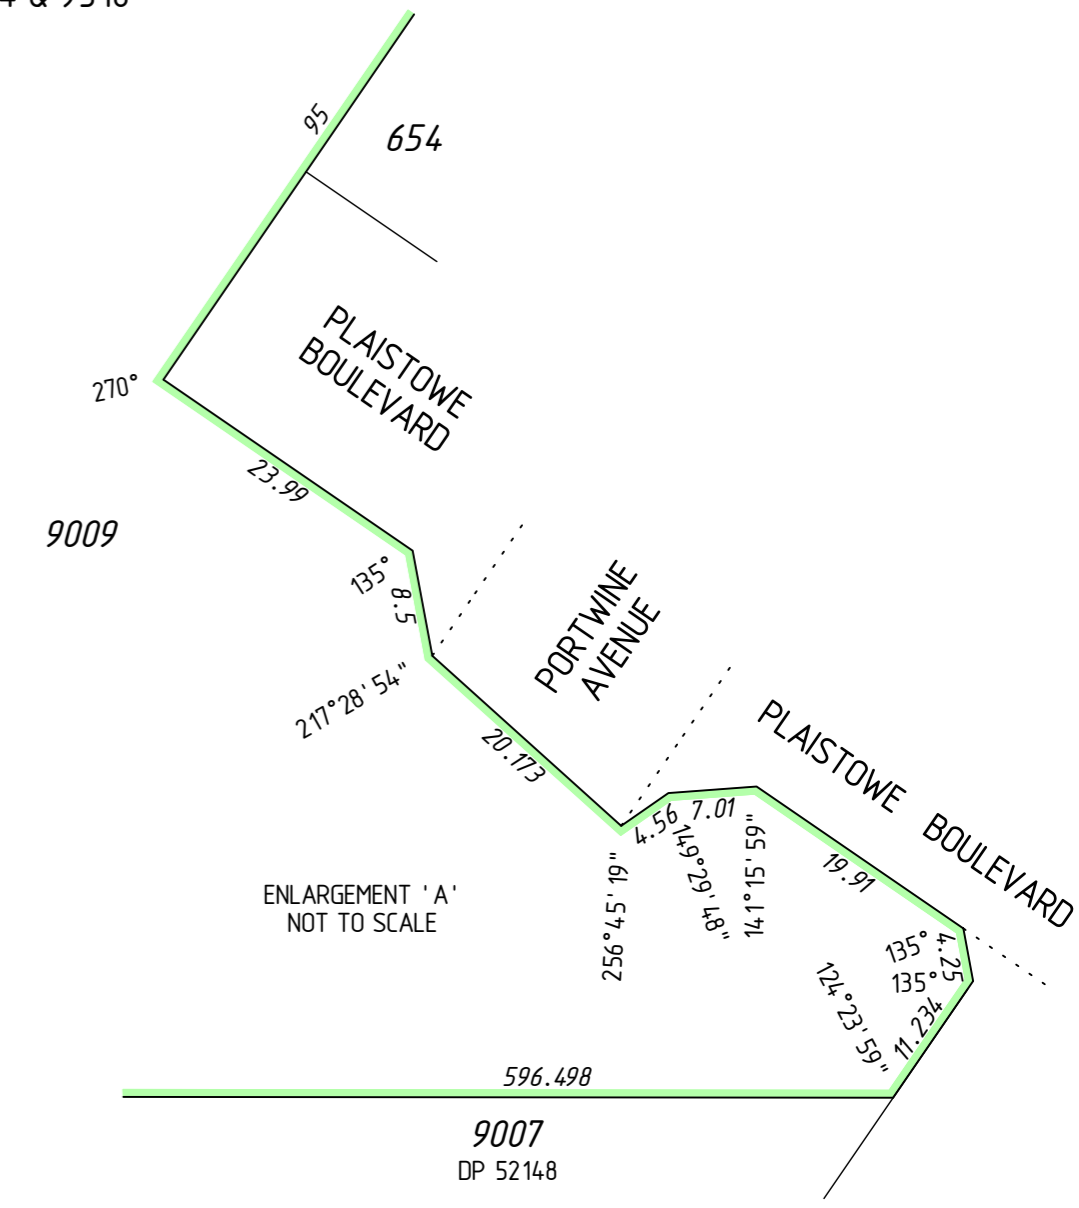 95
654
PLAISTOWE
BOULEVARD
270°
23.99
9009
135°
8.5
PORTWINE
AVENUE
217°28'54"
20.173
PLAISTOWE BOULEVARD
4.56
7.01
149°29'48"
141°15'59"
256°45'19"
19.91
ENLARGEMENT 'A'
NOT TO SCALE
135°
4.25
135°
124°23'59"
11.234
596.498
9007
DP 52148